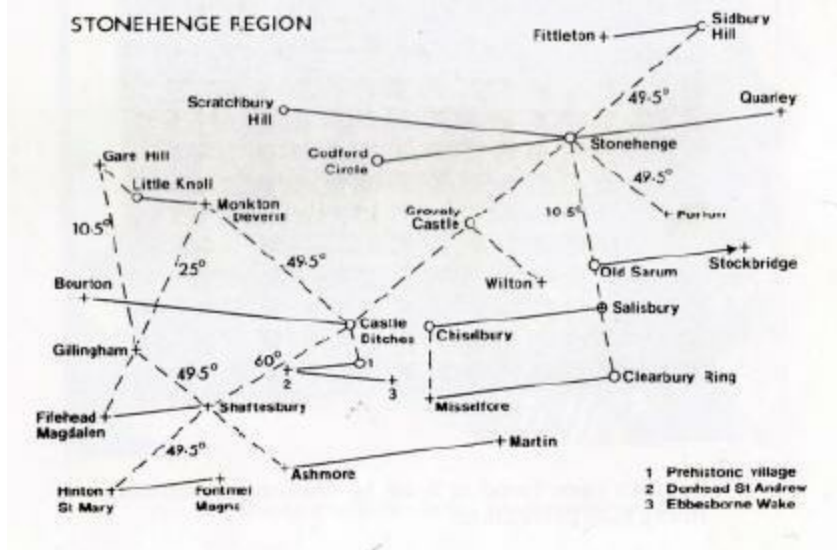 STONEHENGE REGION
Sidbury
Hill
Fittleton
49·5°
Quarley
Scratchbury
Hill
Stonehenge
Codford
Circle
Gare Hill
Little Knoll
Monkton
Deverill
49·5°
Grovely
Castle
10·5°
10·5°
25°
49·5°
Old Sarum
Stockbridge
Bourton
Wilton
Salisbury
Castle
Ditches
Chiselbury
Gillingham
60°
1
2
3
49·5°
Clearbury Ring
Shaftesbury
Misselfore
Fifehead
Magdalen
Martin
49·5°
Ashmore
Hinton
St Mary
Fontmel
Magna
1 Prehistoric village
2 Donhead St Andrew
3 Ebbesborne Wake